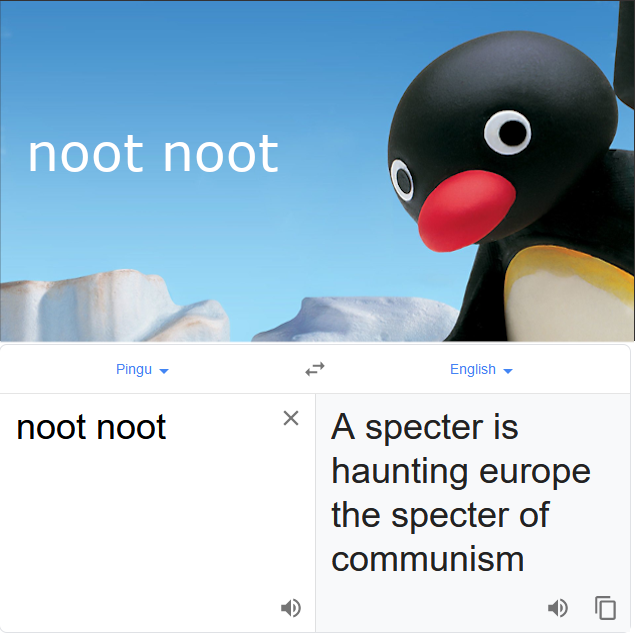 noot noot
Pingu
English
noot noot
A specter is
haunting europe
the specter of
communism